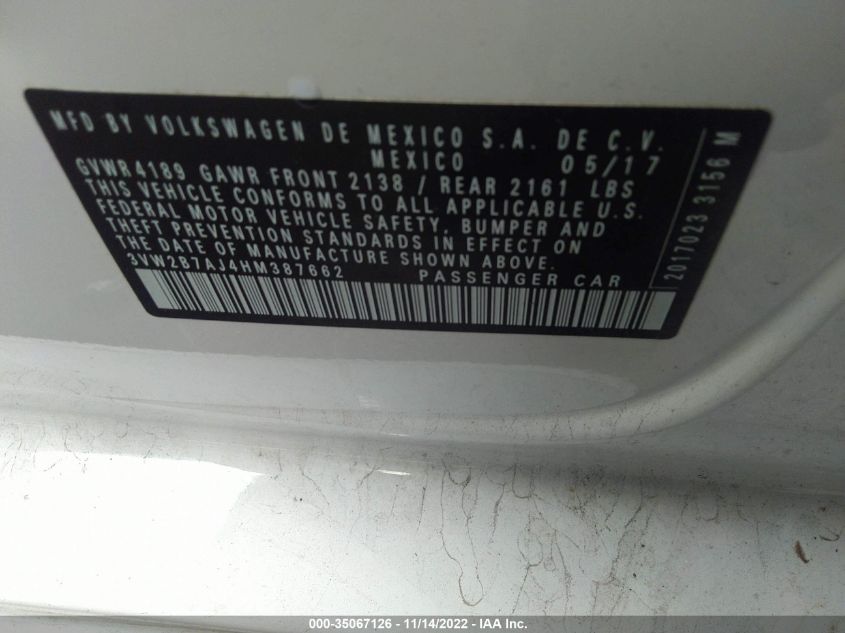 MFD BY VOLKSWAGEN DE MEXICO S.A. DE C.V.
MEXICO 05/17
GVWR4189 GAWR FRONT 2138 / REAR 2161 LBS
THIS VEHICLE CONFORMS TO ALL APPLICABLE U.S.
FEDERAL MOTOR VEHICLE SAFETY, BUMPER AND
THEFT PREVENTION STANDARDS IN EFFECT ON
THE DATE OF MANUFACTURE SHOWN ABOVE.
3VW2B7AJ4HM387662 PASSENGER CAR
2017023 3156 M
000-35067126 - 11/14/2022 - IAA Inc.